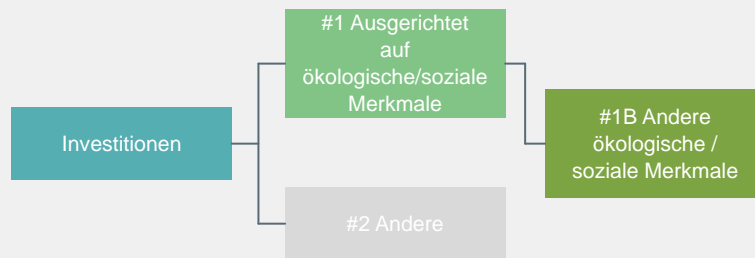 Investitionen
#1 Ausgerichtet
auf
ökologische/soziale
Merkmale
#1B Andere
ökologische /
soziale Merkmale
#2 Andere